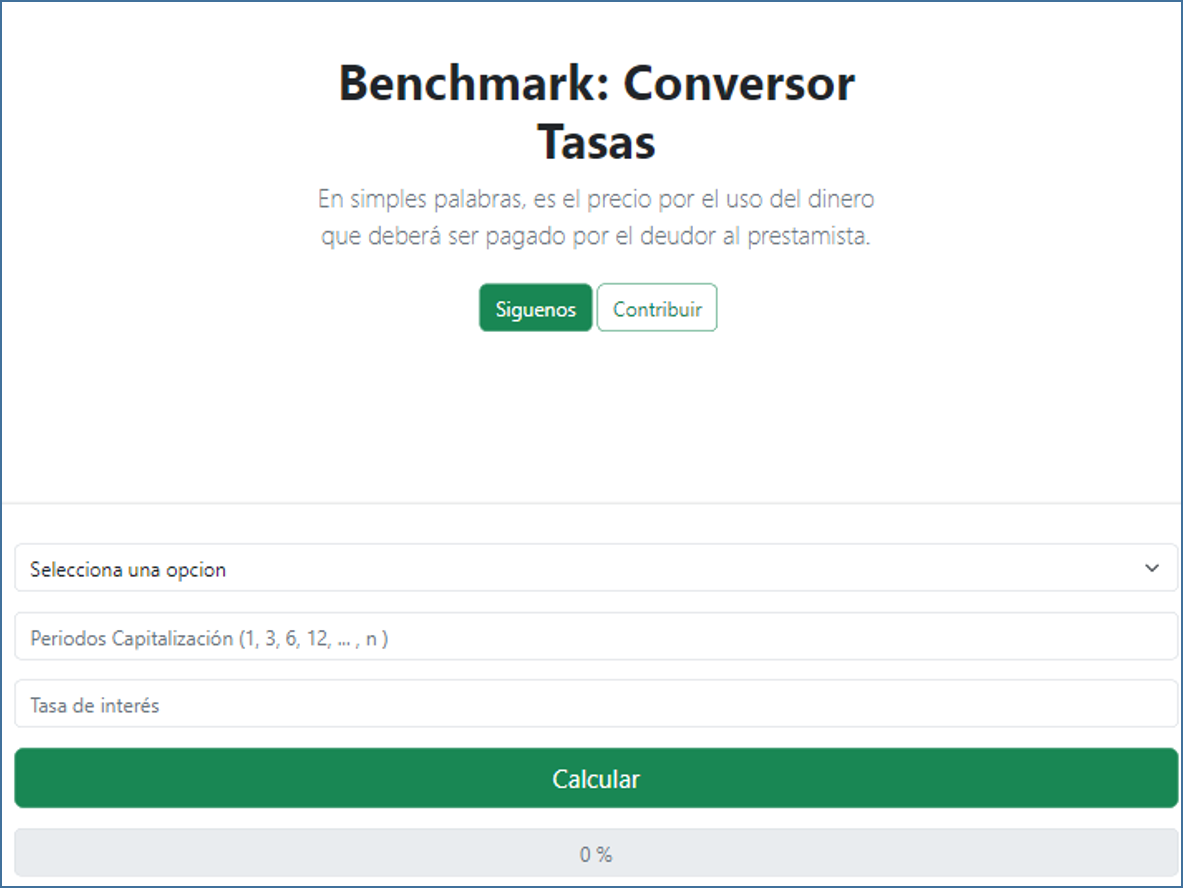 Benchmark: Conversor
Tasas
En simples palabras, es el precio por el uso del dinero
que deberá ser pagado por el deudor al prestamista.
Siguenos
Contribuir
Selecciona una opcion
Periodos Capitalización (1, 3, 6, 12, ... , n )
Tasa de interés
Calcular
0 %